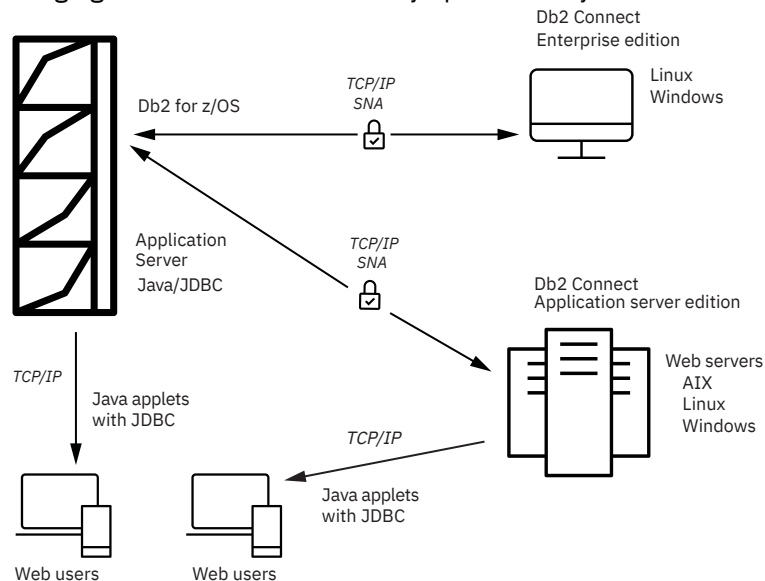 Db2 Connect
Enterprise edition
Linux
Windows
TCP/IP
SNA
Db2 for z/OS
Application
Server
Java/JDBC
TCP/IP
SNA
Db2 Connect
Application server edition
Web servers
AIX
Linux
Windows
TCP/IP
Java applets
with JDBC
TCP/IP
Java applets
with JDBC
Web users
Web users